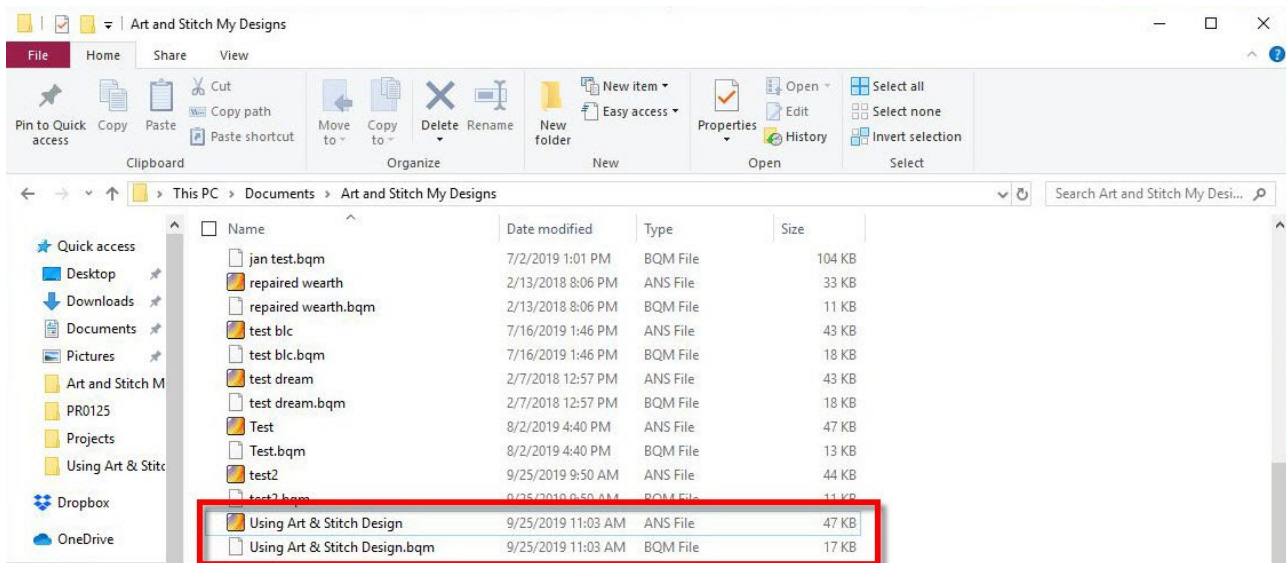 Art and Stitch My Designs
File Home Share View
Pin to Quick access
Copy
Paste
Cut
Copy path
Paste shortcut
Clipboard
Move to
Copy to
Delete
Rename
Organize
New folder
New item
Easy access
New
Properties
Open
Edit
History
Open
Select all
Select none
Invert selection
Select
This PC > Documents > Art and Stitch My Designs
Search Art and Stitch My Desi...
Quick access
Desktop
Downloads
Documents
Pictures
Art and Stitch M
PR0125
Projects
Using Art & Stitc
Dropbox
OneDrive
Name Date modified Type Size
jan test.bqm 7/2/2019 1:01 PM BQM File 104 KB
repaired wearth 2/13/2018 8:06 PM ANS File 33 KB
repaired wearth.bqm 2/13/2018 8:06 PM BQM File 11 KB
test blc 7/16/2019 1:46 PM ANS File 43 KB
test blc.bqm 7/16/2019 1:46 PM BQM File 18 KB
test dream 2/7/2018 12:57 PM ANS File 43 KB
test dream.bqm 2/7/2018 12:57 PM BQM File 18 KB
Test 8/2/2019 4:40 PM ANS File 47 KB
Test.bqm 8/2/2019 4:40 PM BQM File 13 KB
test2 9/25/2019 9:50 AM ANS File 44 KB
test2.bqm 9/25/2019 9:50 AM BQM File 11 KB
Using Art & Stitch Design 9/25/2019 11:03 AM ANS File 47 KB
Using Art & Stitch Design.bqm 9/25/2019 11:03 AM BQM File 17 KB